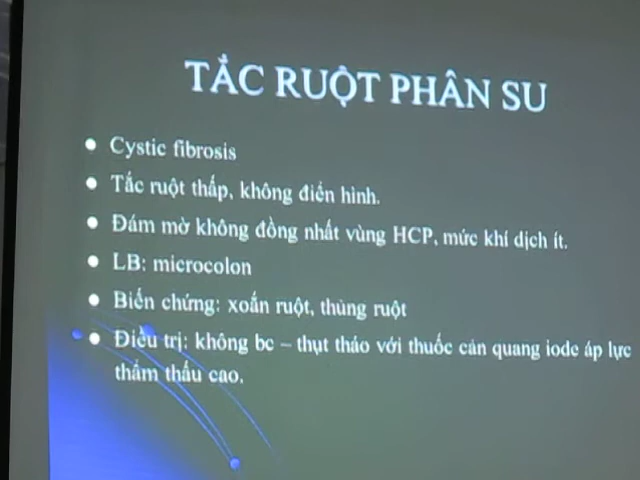 TẮC RUỘT PHÂN SU
Cystic fibrosis
Tắc ruột thấp, không điển hình.
Đám mờ không đồng nhất vùng HCP, mức khí dịch ít.
LB: microcolon
Biến chứng: xoắn ruột, thủng ruột
Điều trị: không bc – thụt tháo với thuốc cản quang iode áp lực
thẩm thấu cao.